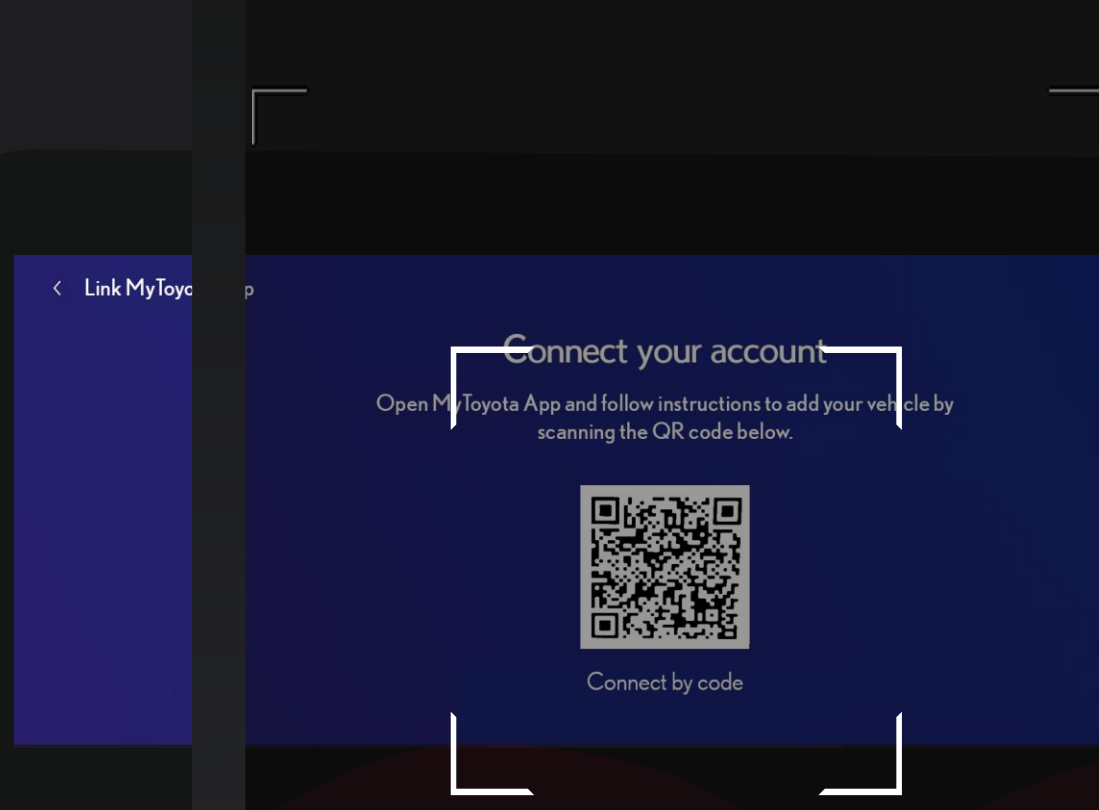 Link MyToyo p
Connect your account
Open MyToyota App and follow instructions to add your vehicle by
scanning the QR code below.
Connect by code